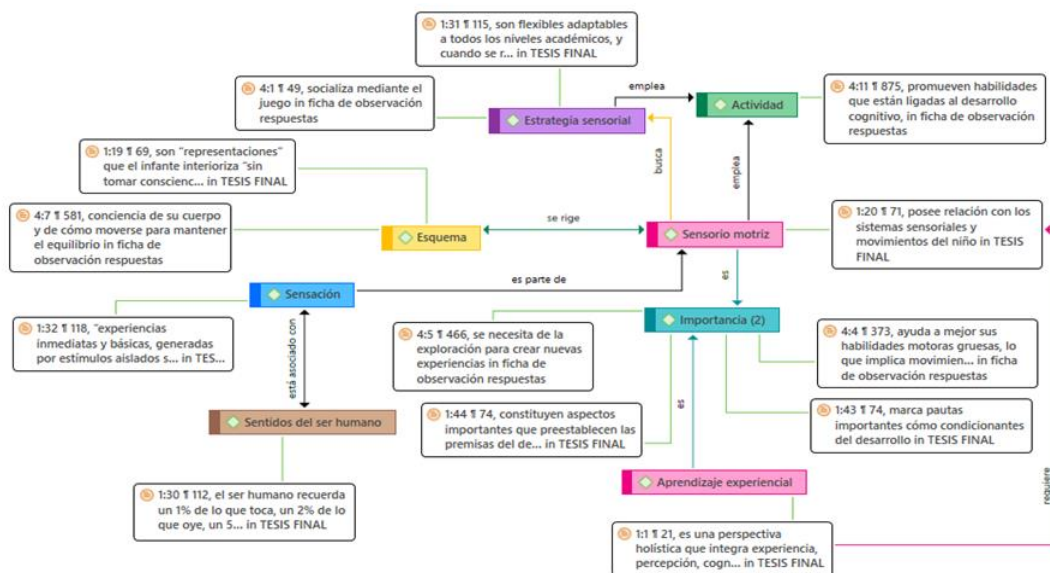 1:31 ¶ 115, son flexibles adaptables
a todos los niveles académicos, y
cuando se r... in TESIS FINAL
4:1 ¶ 49, socializa mediante el
juego in ficha de observación
respuestas
emplea
Estrategia sensorial
Actividad
4:11 ¶ 875, promueven habilidades
que están ligadas al desarrollo
cognitivo, in ficha de observación
respuestas
1:19 ¶ 69, son "representaciones"
que el infante interioriza "sin
tomar conscienc... in TESIS FINAL
busca
emplea
4:7 ¶ 581, conciencia de su cuerpo
y de cómo moverse para mantener
el equilibrio in ficha de
observación respuestas
Esquema
se rige
Sensorio motriz
1:20 ¶ 71, posee relación con los
sistemas sensoriales y
movimientos del niño in TESIS
FINAL
es parte de
es
Sensación
1:32 ¶ 118, "experiencias
inmediatas y básicas, generadas
por estímulos aislados s... in TES...
está asociado con
4:5 ¶ 466, se necesita de la
exploración para crear nuevas
experiencias in ficha de
observación respuestas
Importancia (2)
4:4 ¶ 373, ayuda a mejor sus
habilidades motoras gruesas, lo
que implica movimien... in ficha
de observación respuestas
Sentidos del ser humano
1:44 ¶ 74, constituyen aspectos
importantes que preestablecen las
premisas del de... in TESIS FINAL
es
1:43 ¶ 74, marca pautas
importantes cómo condicionantes
del desarrollo in TESIS FINAL
1:30 ¶ 112, el ser humano recuerda
un 1% de lo que toca, un 2% de lo
que oye, un 5... in TESIS FINAL
Aprendizaje experiencial
requiere
1:1 ¶ 21, es una perspectiva
holística que integra experiencia,
percepción, cogn... in TESIS FINAL